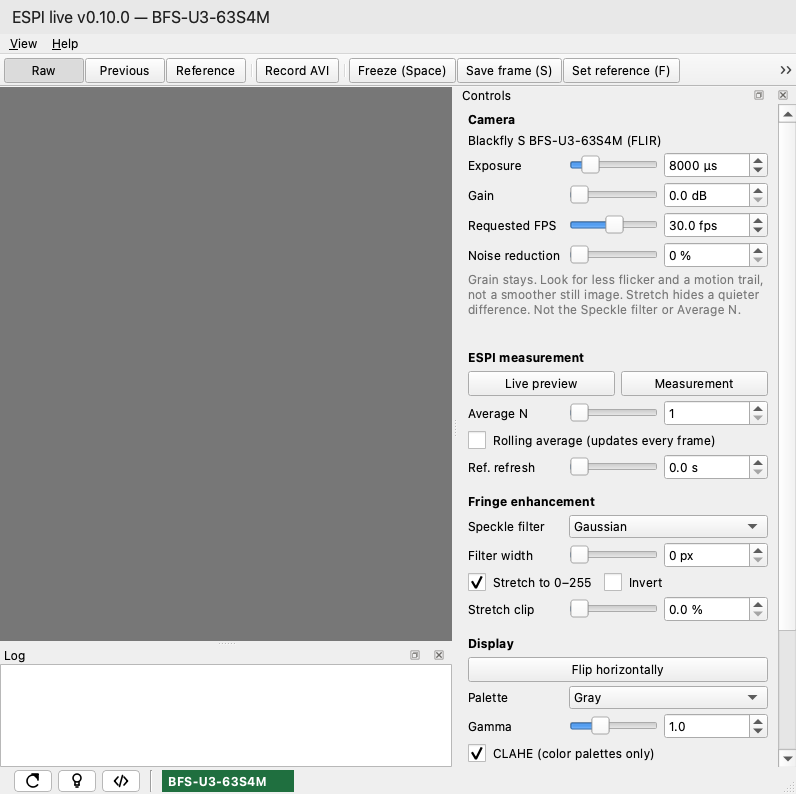 ESPI live v0.10.0 — BFS-U3-63S4M
View Help
Raw Previous Reference Record AVI Freeze (Space) Save frame (S) Set reference (F)
Controls
Camera
Blackfly S BFS-U3-63S4M (FLIR)
Exposure 8000 µs
Gain 0.0 dB
Requested FPS 30.0 fps
Noise reduction 0 %
Grain stays. Look for less flicker and a motion trail,
not a smoother still image. Stretch hides a quieter
difference. Not the Speckle filter or Average N.
ESPI measurement
Live preview Measurement
Average N 1
Rolling average (updates every frame)
Ref. refresh 0.0 s
Fringe enhancement
Speckle filter Gaussian
Filter width 0 px
Stretch to 0–255 Invert
Stretch clip 0.0 %
Display
Flip horizontally
Palette Gray
Gamma 1.0
CLAHE (color palettes only)
Log
BFS-U3-63S4M